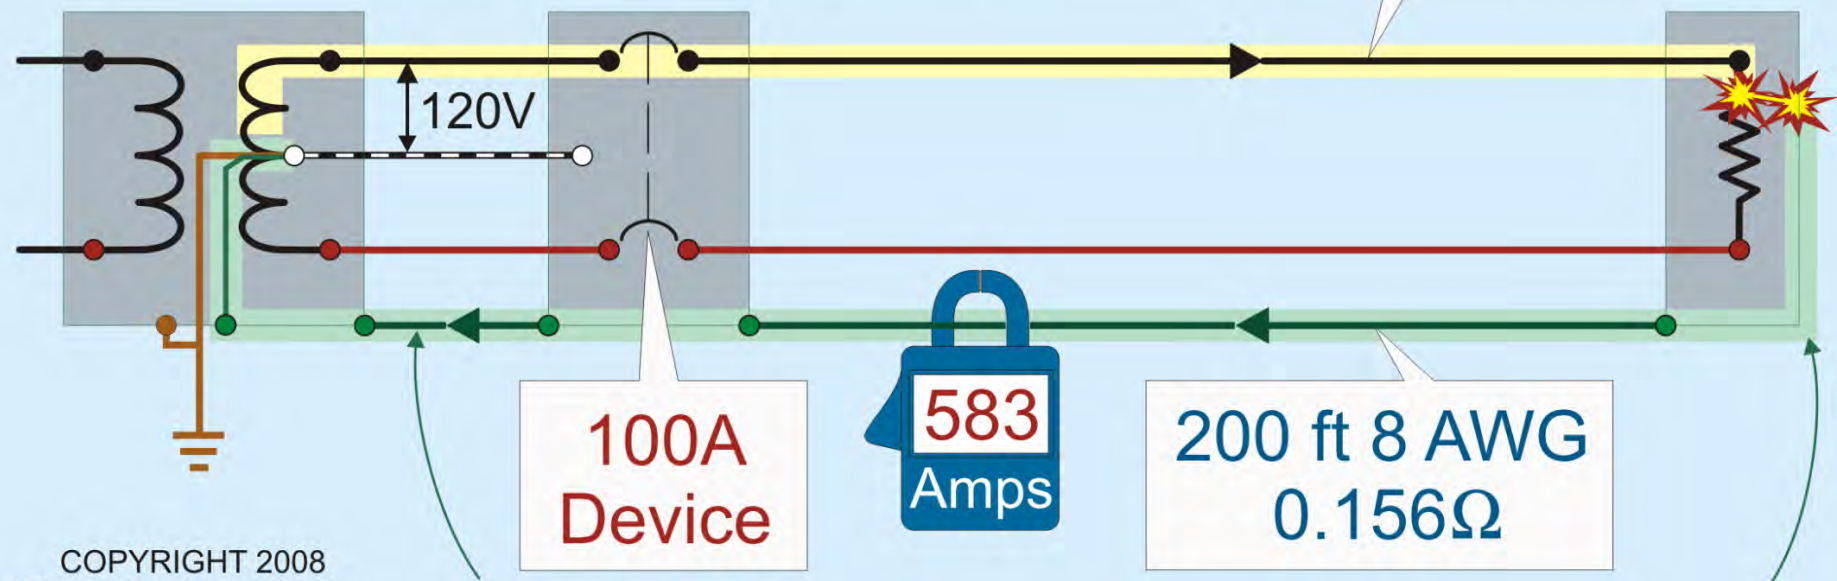 120V
100A
Device
583
Amps
200 ft 8 AWG
0.156Ω
COPYRIGHT 2008